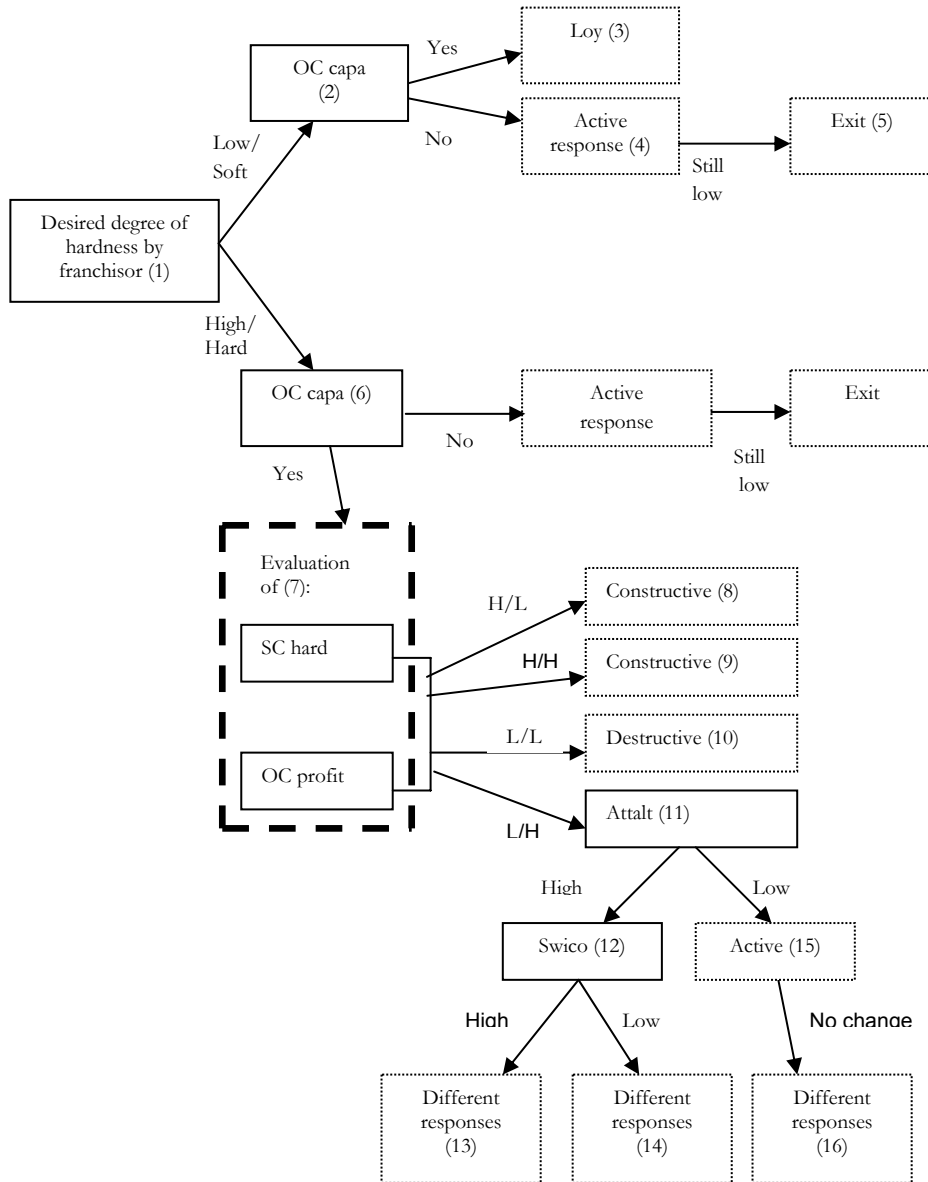 Loy (3)
Yes
OC capa
(2)
Active
response (4)
Exit (5)
No
Low/
Soft
Still
low
Desired degree of
hardness by
franchisor (1)
High/
Hard
OC capa (6)
Active
response
Exit
No
Still
low
Yes
Evaluation
of (7):
Constructive (8)
H/L
SC hard
H/H
Constructive (9)
L/L
Destructive (10)
OC profit
Attalt (11)
L/H
High
Low
Swico (12)
Active (15)
High
Low
No change
Different
responses
(13)
Different
responses
(14)
Different
responses
(16)